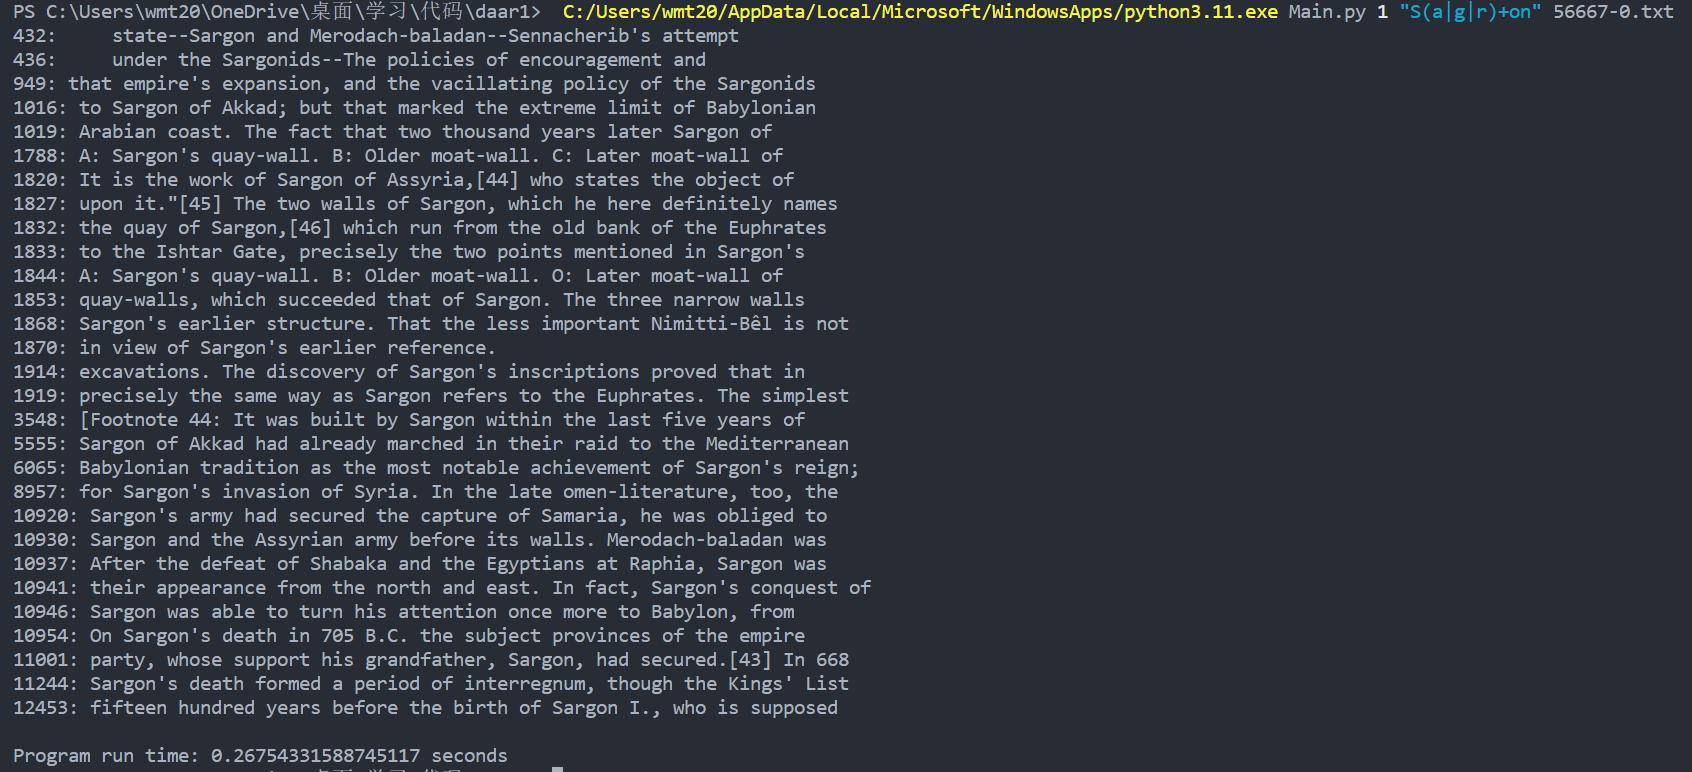 PS C:\Users\wmt20\OneDrive\桌面\学习\代码\daar1>  C:/Users/wmt20/AppData/Local/Microsoft/WindowsApps/python3.11.exe Main.py 1 "S(a|g|r)+on" 56667-0.txt
432:     state--Sargon and Merodach-baladan--Sennacherib's attempt
436:     under the Sargonids--The policies of encouragement and
949: that empire's expansion, and the vacillating policy of the Sargonids
1016: to Sargon of Akkad; but that marked the extreme limit of Babylonian
1019: Arabian coast. The fact that two thousand years later Sargon of
1788: A: Sargon's quay-wall. B: Older moat-wall. C: Later moat-wall of
1820: It is the work of Sargon of Assyria,[44] who states the object of
1827: upon it."[45] The two walls of Sargon, which he here definitely names
1832: the quay of Sargon,[46] which run from the old bank of the Euphrates
1833: to the Ishtar Gate, precisely the two points mentioned in Sargon's
1844: A: Sargon's quay-wall. B: Older moat-wall. O: Later moat-wall of
1853: quay-walls, which succeeded that of Sargon. The three narrow walls
1868: Sargon's earlier structure. That the less important Nimitti-Bêl is not
1870: in view of Sargon's earlier reference.
1914: excavations. The discovery of Sargon's inscriptions proved that in
1919: precisely the same way as Sargon refers to the Euphrates. The simplest
3548: [Footnote 44: It was built by Sargon within the last five years of
5555: Sargon of Akkad had already marched in their raid to the Mediterranean
6065: Babylonian tradition as the most notable achievement of Sargon's reign;
8957: for Sargon's invasion of Syria. In the late omen-literature, too, the
10920: Sargon's army had secured the capture of Samaria, he was obliged to
10930: Sargon and the Assyrian army before its walls. Merodach-baladan was
10937: After the defeat of Shabaka and the Egyptians at Raphia, Sargon was
10941: their appearance from the north and east. In fact, Sargon's conquest of
10946: Sargon was able to turn his attention once more to Babylon, from
10954: On Sargon's death in 705 B.C. the subject provinces of the empire
11001: party, whose support his grandfather, Sargon, had secured.[43] In 668
11244: Sargon's death formed a period of interregnum, though the Kings' List
12453: fifteen hundred years before the birth of Sargon I., who is supposed
Program run time: 0.26754331588745117 seconds